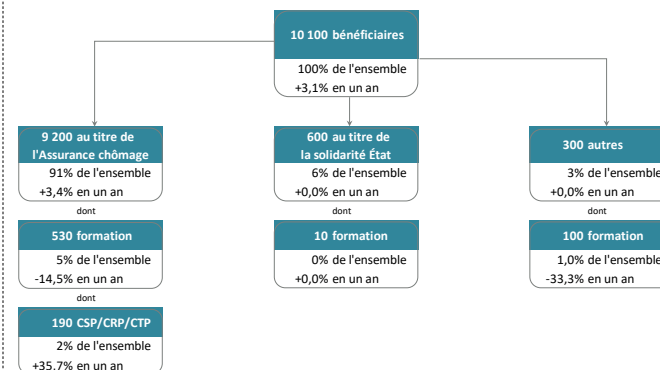 10 100 bénéficiaires
100% de l'ensemble
+3,1% en un an
9 200 au titre de
l'Assurance chômage
91% de l'ensemble
+3,4% en un an
dont
530 formation
5% de l'ensemble
-14,5% en un an
dont
190 CSP/CRP/CTP
2% de l'ensemble
+35,7% en un an
600 au titre de
la solidarité État
6% de l'ensemble
+0,0% en un an
dont
10 formation
0% de l'ensemble
+0,0% en un an
300 autres
3% de l'ensemble
+0,0% en un an
dont
100 formation
1,0% de l'ensemble
-33,3% en un an